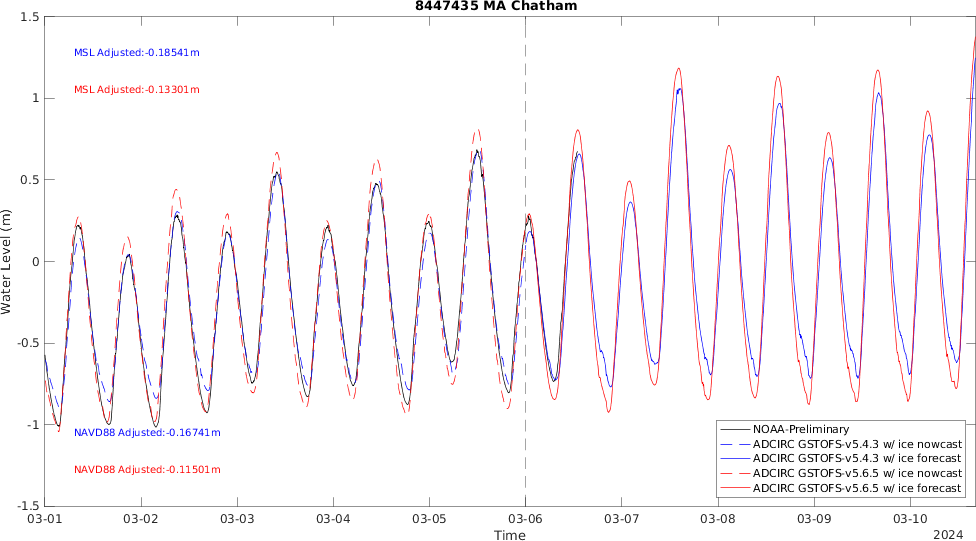 8447435 MA Chatham
1.5
MSL Adjusted:-0.18541m
MSL Adjusted:-0.13301m
1
0.5
0
-0.5
-1
-1.5
Water Level (m)
NAVD88 Adjusted:-0.16741m
NAVD88 Adjusted:-0.11501m
NOAA-Preliminary
ADCIRC GSTOFS-v5.4.3 w/ ice nowcast
ADCIRC GSTOFS-v5.4.3 w/ ice forecast
ADCIRC GSTOFS-v5.6.5 w/ ice nowcast
ADCIRC GSTOFS-v5.6.5 w/ ice forecast
03-01 03-02 03-03 03-04 03-05 03-06 03-07 03-08 03-09 03-10
Time
2024